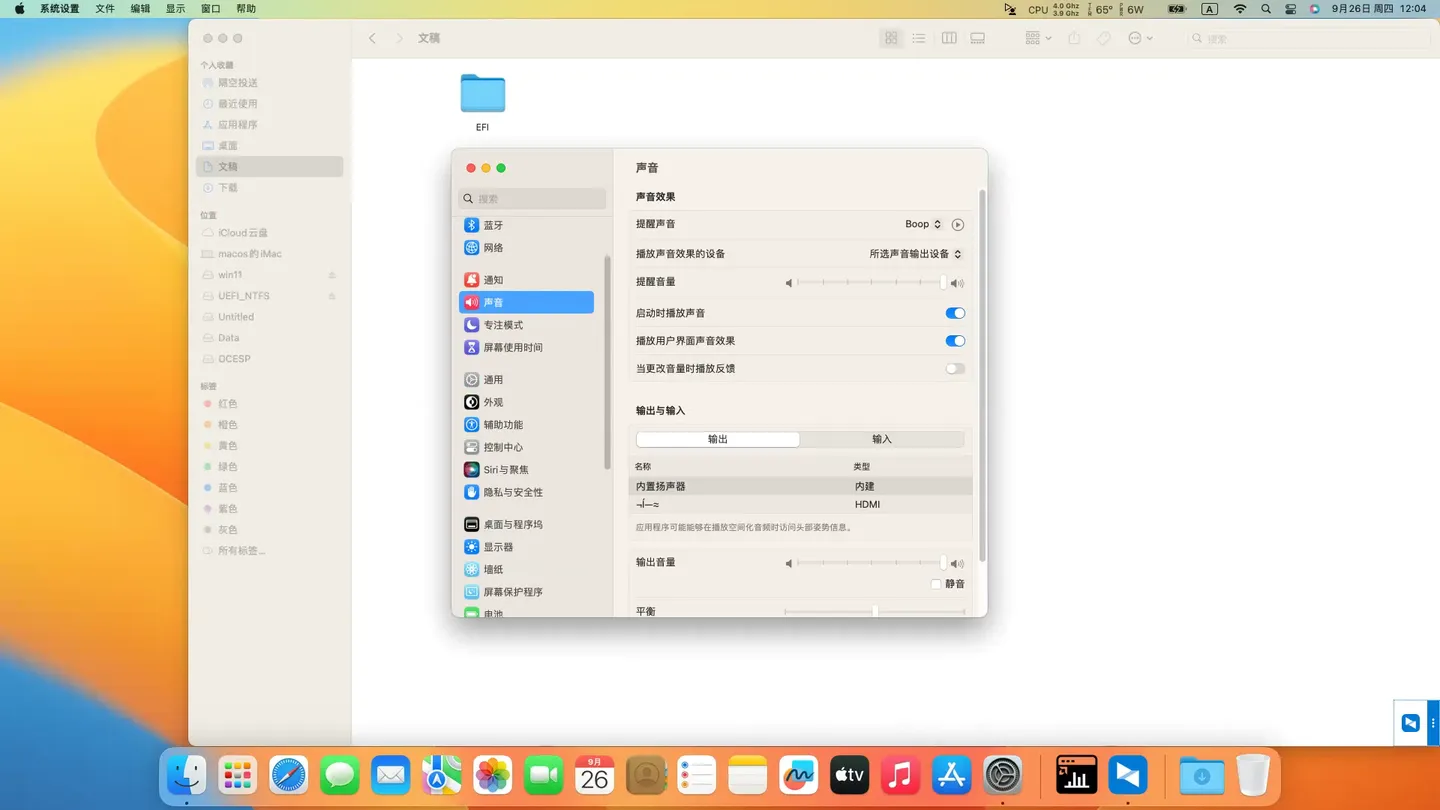 系统设置 文件 编辑 显示 窗口 帮助
CPU 4.0 Ghz 3.9 Ghz 65° 6W A 9月26日 周四 12:04
文稿
搜索
个人收藏
隔空投送
最近使用
应用程序
桌面
文稿
下载
位置
iCloud 云盘
macos 的 iMac
win11
UEFI_NTFS
Untitled
Data
OCESP
标签
红色
橙色
黄色
绿色
蓝色
紫色
灰色
所有标签...
EFI
搜索
蓝牙
网络
通知
声音
专注模式
屏幕使用时间
通用
外观
辅助功能
控制中心
Siri与聚焦
隐私与安全性
桌面与程序坞
显示器
墙纸
屏幕保护程序
电池
声音
声音效果
提醒声音 Boop
播放声音效果的设备 所选声音输出设备
提醒音量
启动时播放声音
播放用户界面声音效果
当更改音量时播放反馈
输出与输入
输出 输入
名称 类型
内置扬声器 内建
¬Í—≈ HDMI
应用程序可能能够在播放空间化音频时访问头部姿势信息。
输出音量
静音
平衡
9月
26
tv